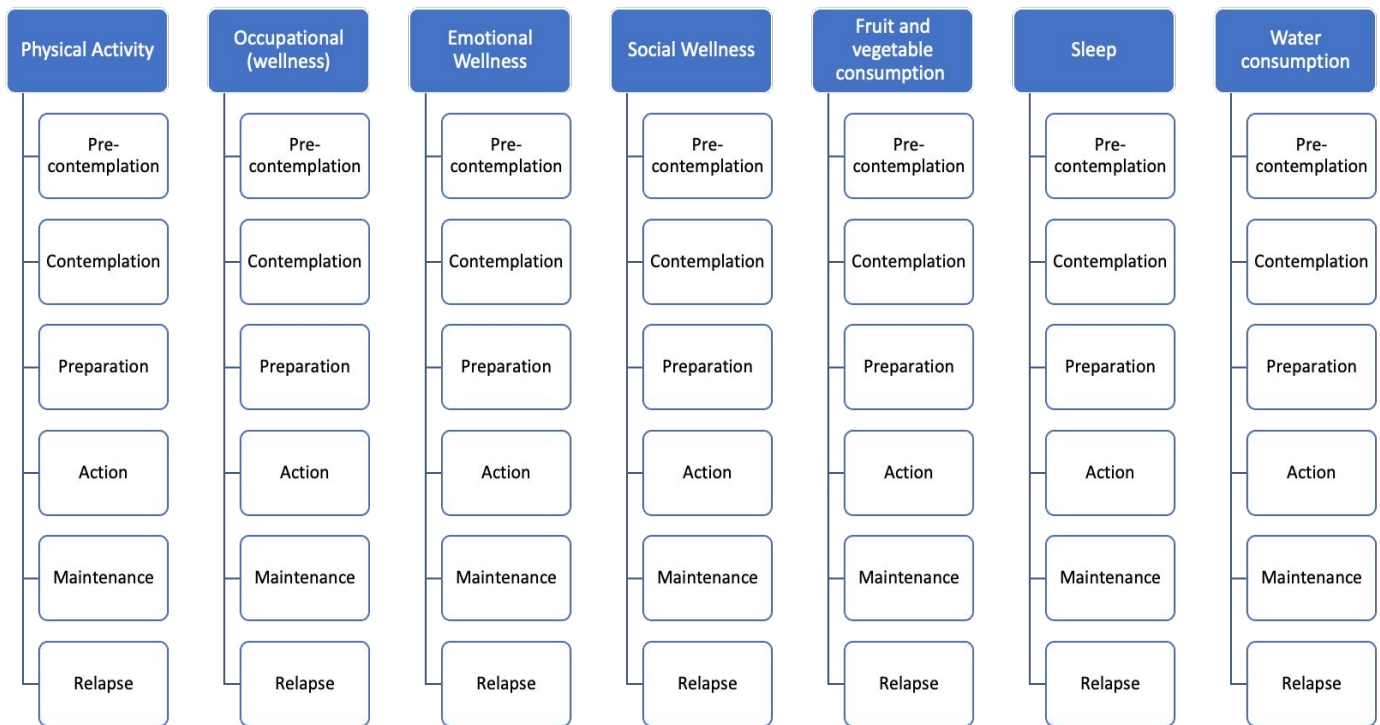 Physical Activity
Pre-
contemplation
Contemplation
Preparation
Action
Maintenance
Relapse
Occupational
(wellness)
Pre-
contemplation
Contemplation
Preparation
Action
Maintenance
Relapse
Emotional
Wellness
Pre-
contemplation
Contemplation
Preparation
Action
Maintenance
Relapse
Social Wellness
Pre-
contemplation
Contemplation
Preparation
Action
Maintenance
Relapse
Fruit and
vegetable
consumption
Pre-
contemplation
Contemplation
Preparation
Action
Maintenance
Relapse
Sleep
Pre-
contemplation
Contemplation
Preparation
Action
Maintenance
Relapse
Water
consumption
Pre-
contemplation
Contemplation
Preparation
Action
Maintenance
Relapse